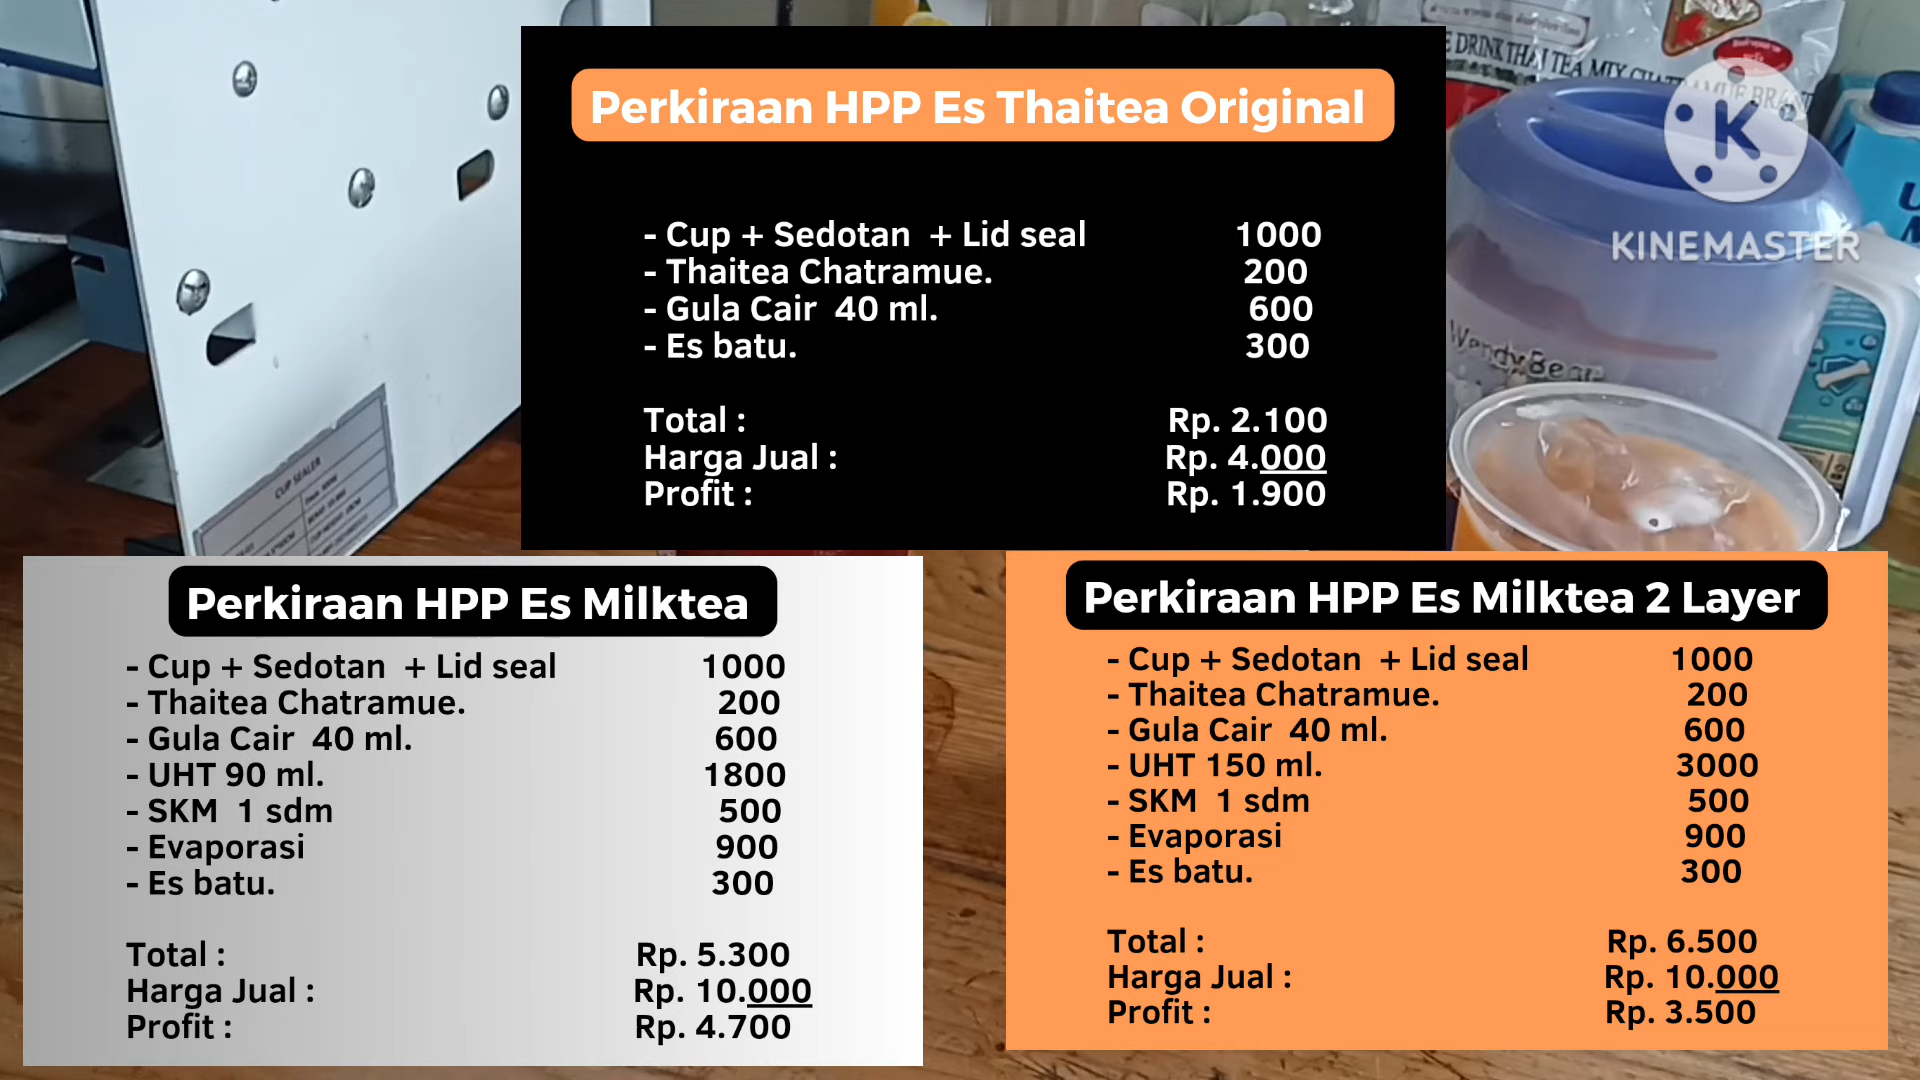 Perkiraan HPP Es Thaitea Original
- Cup + Sedotan + Lid seal 1000
- Thaitea Chatramue. 200
- Gula Cair 40 ml. 600
- Es batu. 300
Total : Rp. 2.100
Harga Jual : Rp. 4.000
Profit : Rp. 1.900
DRINK THAI TEA MIX
BRAND
K
KINEMASTER
WendyBear
CUP SEALER
Perkiraan HPP Es Milktea
- Cup + Sedotan + Lid seal 1000
- Thaitea Chatramue. 200
- Gula Cair 40 ml. 600
- UHT 90 ml. 1800
- SKM 1 sdm 500
- Evaporasi 900
- Es batu. 300
Total : Rp. 5.300
Harga Jual : Rp. 10.000
Profit : Rp. 4.700
Perkiraan HPP Es Milktea 2 Layer
- Cup + Sedotan + Lid seal 1000
- Thaitea Chatramue. 200
- Gula Cair 40 ml. 600
- UHT 150 ml. 3000
- SKM 1 sdm 500
- Evaporasi 900
- Es batu. 300
Total : Rp. 6.500
Harga Jual : Rp. 10.000
Profit : Rp. 3.500